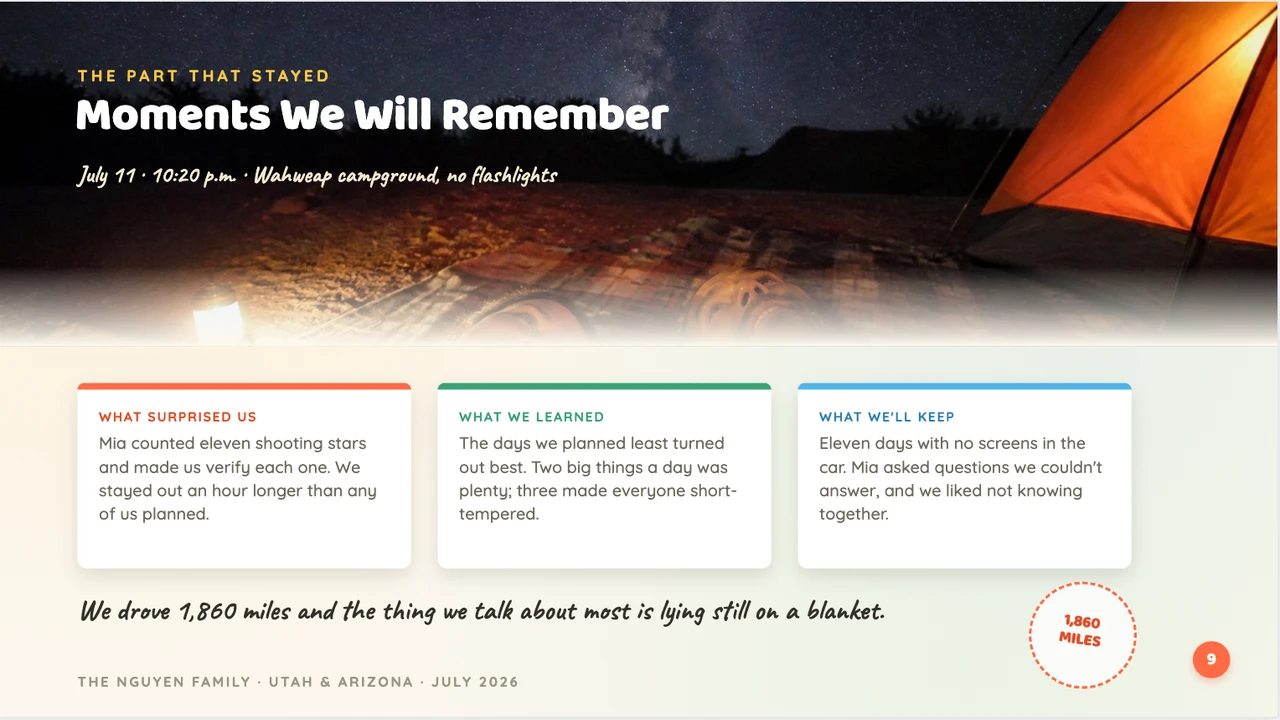 THE PART THAT STAYED
Moments We Will Remember
July 11 · 10:20 p.m. · Wahweap campground, no flashlights
WHAT SURPRISED US
Mia counted eleven shooting stars
and made us verify each one. We
stayed out an hour longer than any
of us planned.
WHAT WE LEARNED
The days we planned least turned
out best. Two big things a day was
plenty; three made everyone short-
tempered.
WHAT WE'LL KEEP
Eleven days with no screens in the
car. Mia asked questions we couldn't
answer, and we liked not knowing
together.
We drove 1,860 miles and the thing we talk about most is lying still on a blanket.
1,860
MILES
9
THE NGUYEN FAMILY · UTAH & ARIZONA · JULY 2026